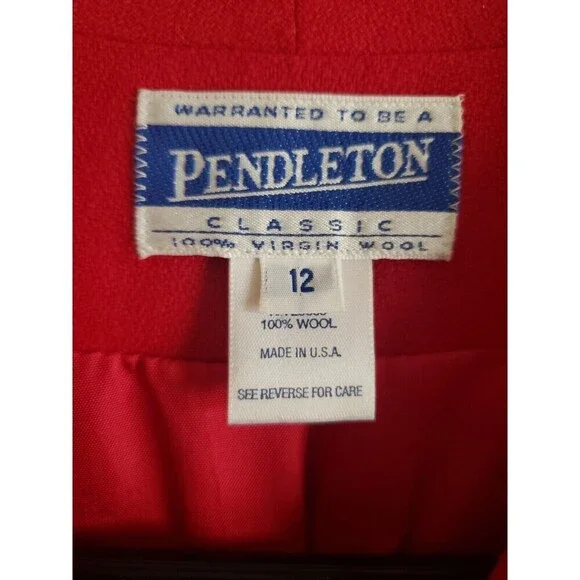 WARRANTED TO BE A
PENDLETON
CLASSIC
100% VIRGIN WOOL
12
100% WOOL
MADE IN U.S.A.
SEE REVERSE FOR CARE